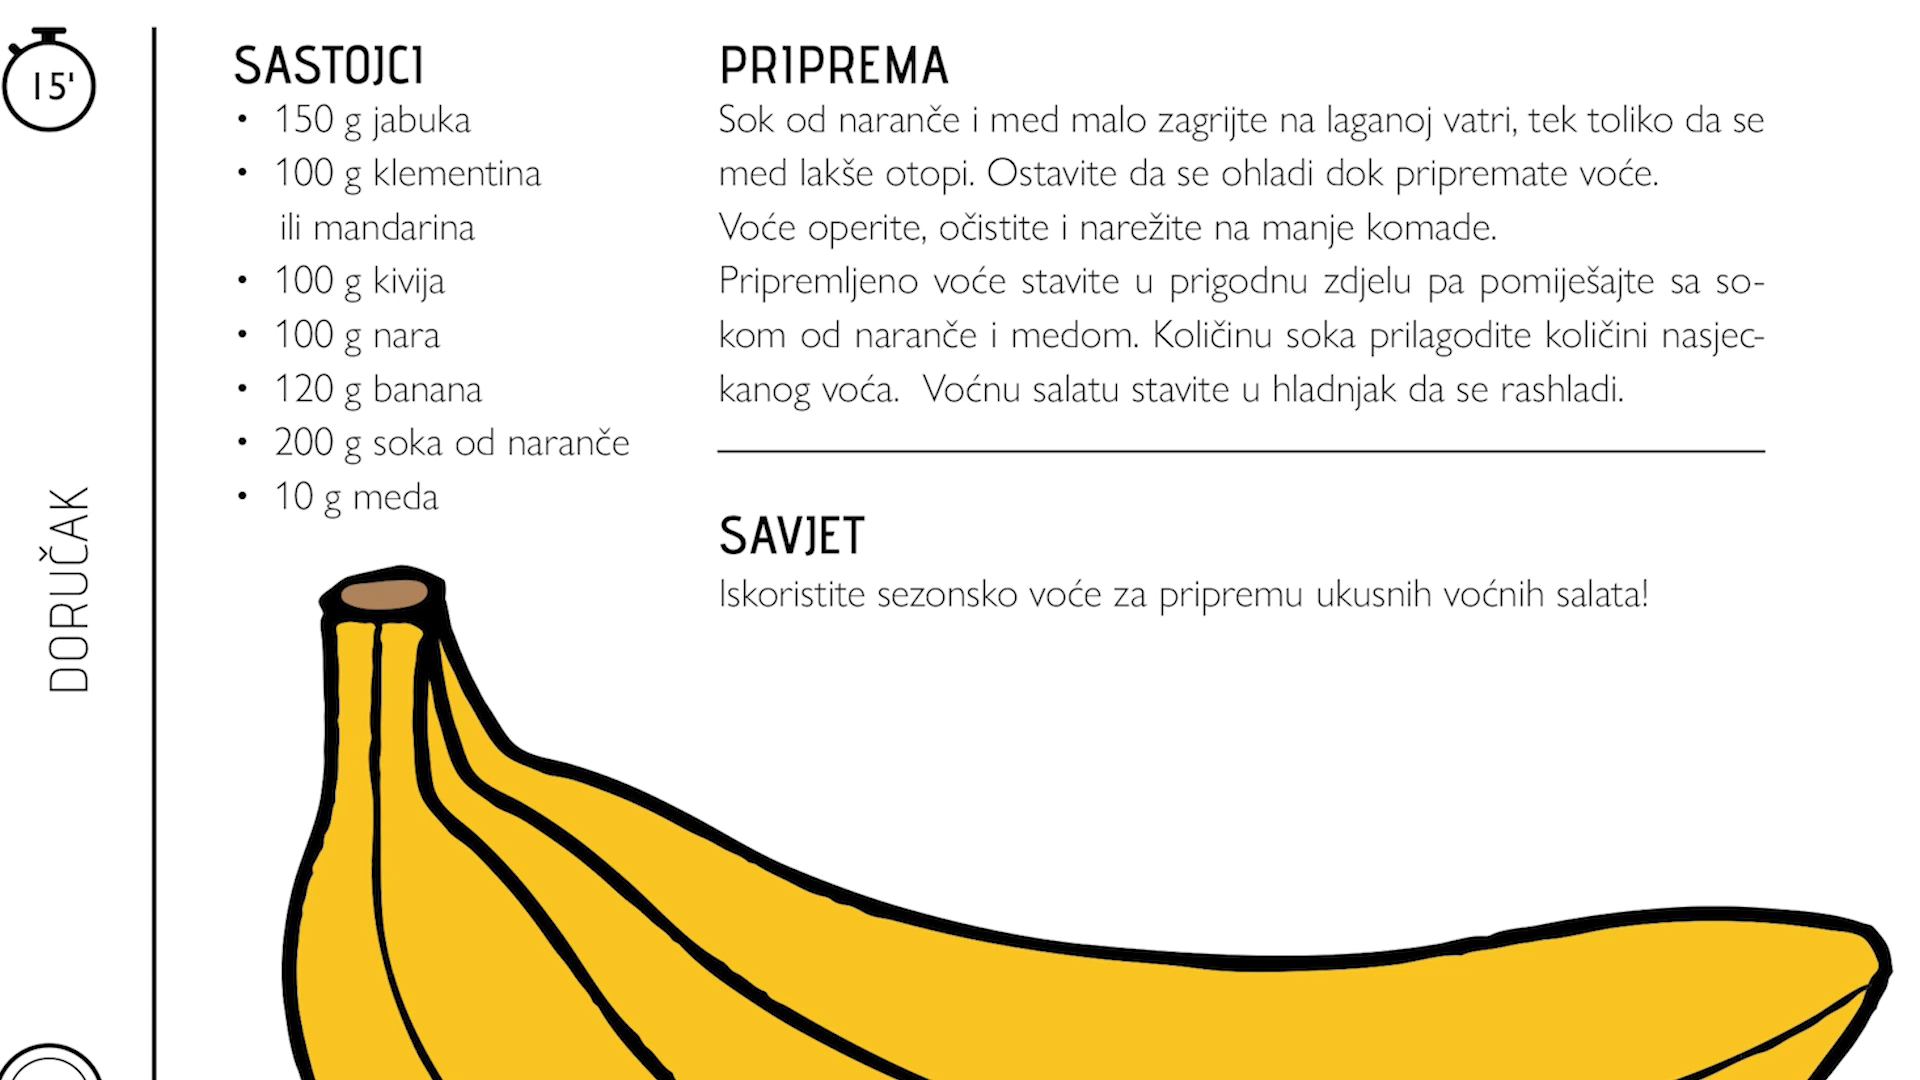 15'
DORUČAK
SASTOJCI
• 150 g jabuka
• 100 g klementina
ili mandarina
• 100 g kivija
• 100 g nara
• 120 g banana
• 200 g soka od naranče
• 10 g meda
PRIPREMA
Sok od naranče i med malo zagrijte na laganoj vatri, tek toliko da se
med lakše otopi. Ostavite da se ohladi dok pripremate voće.
Voće operite, očistite i narežite na manje komade.
Pripremljeno voće stavite u prigodnu zdjelu pa pomiješajte sa so-
kom od naranče i medom. Količinu soka prilagodite količini nasjec-
kanog voća. Voćnu salatu stavite u hladnjak da se rashladi.
SAVJET
Iskoristite sezonsko voće za pripremu ukusnih voćnih salata!